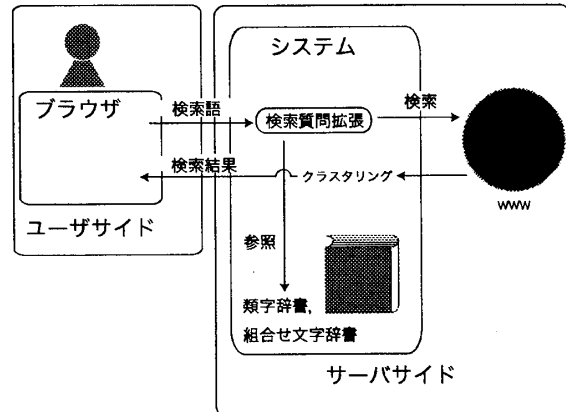 システム
ブラウザ
検索語
検索
検索質問拡張
検索結果
クラスタリング
WWW
ユーザサイド
参照
類字辞書,
組合せ文字辞書
サーバサイド